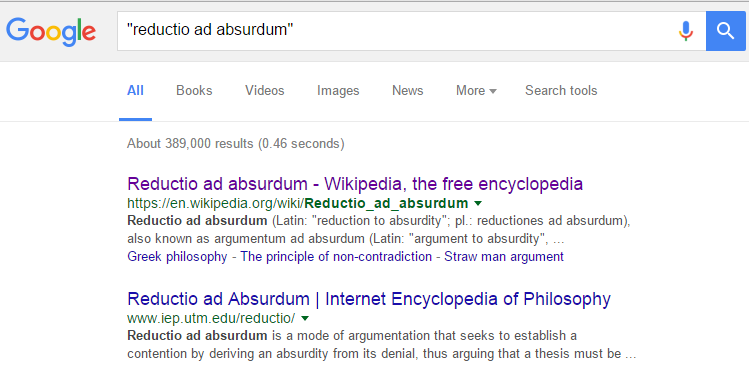 Google "reductio ad absurdum"
All Books Videos Images News More Search tools
About 389,000 results (0.46 seconds)
Reductio ad absurdum - Wikipedia, the free encyclopedia
https://en.wikipedia.org/wiki/Reductio_ad_absurdum
Reductio ad absurdum (Latin: "reduction to absurdity"; pl.: reductiones ad absurdum),
also known as argumentum ad absurdum (Latin: "argument to absurdity", ...
Greek philosophy - The principle of non-contradiction - Straw man argument
Reductio ad Absurdum | Internet Encyclopedia of Philosophy
www.iep.utm.edu/reductio/
Reductio ad absurdum is a mode of argumentation that seeks to establish a
contention by deriving an absurdity from its denial, thus arguing that a thesis must be ...